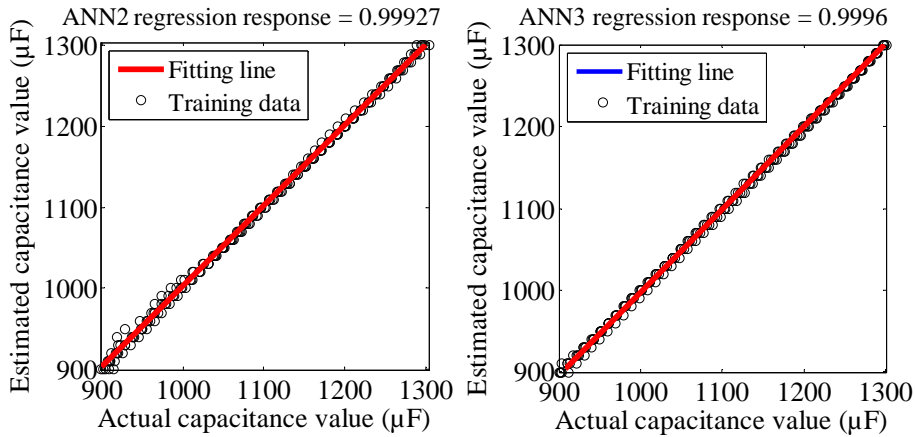 ANN2 regression response = 0.99927
Estimated capacitance value (µF)
1300
1200
1100
1000
900
Fitting line
Training data
900 1000 1100 1200 1300
Actual capacitance value (µF)
ANN3 regression response = 0.9996
Estimated capacitance value (µF)
1300
1200
1100
1000
900
Fitting line
Training data
900 1000 1100 1200 1300
Actual capacitance value (µF)